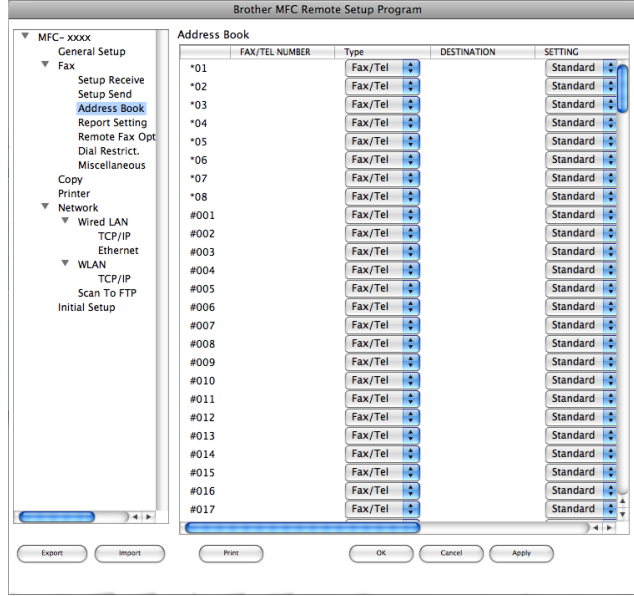 Brother MFC Remote Setup Program
MFC- xxxx
General Setup
Fax
Setup Receive
Setup Send
Address Book
Report Setting
Remote Fax Opt
Dial Restrict.
Miscellaneous
Copy
Printer
Network
Wired LAN
TCP/IP
Ethernet
WLAN
TCP/IP
Scan To FTP
Initial Setup
Address Book
FAX/TEL NUMBER Type DESTINATION SETTING
*01 Fax/Tel Standard
*02 Fax/Tel Standard
*03 Fax/Tel Standard
*04 Fax/Tel Standard
*05 Fax/Tel Standard
*06 Fax/Tel Standard
*07 Fax/Tel Standard
*08 Fax/Tel Standard
#001 Fax/Tel Standard
#002 Fax/Tel Standard
#003 Fax/Tel Standard
#004 Fax/Tel Standard
#005 Fax/Tel Standard
#006 Fax/Tel Standard
#007 Fax/Tel Standard
#008 Fax/Tel Standard
#009 Fax/Tel Standard
#010 Fax/Tel Standard
#011 Fax/Tel Standard
#012 Fax/Tel Standard
#013 Fax/Tel Standard
#014 Fax/Tel Standard
#015 Fax/Tel Standard
#016 Fax/Tel Standard
#017 Fax/Tel Standard
Export Import Print OK Cancel Apply